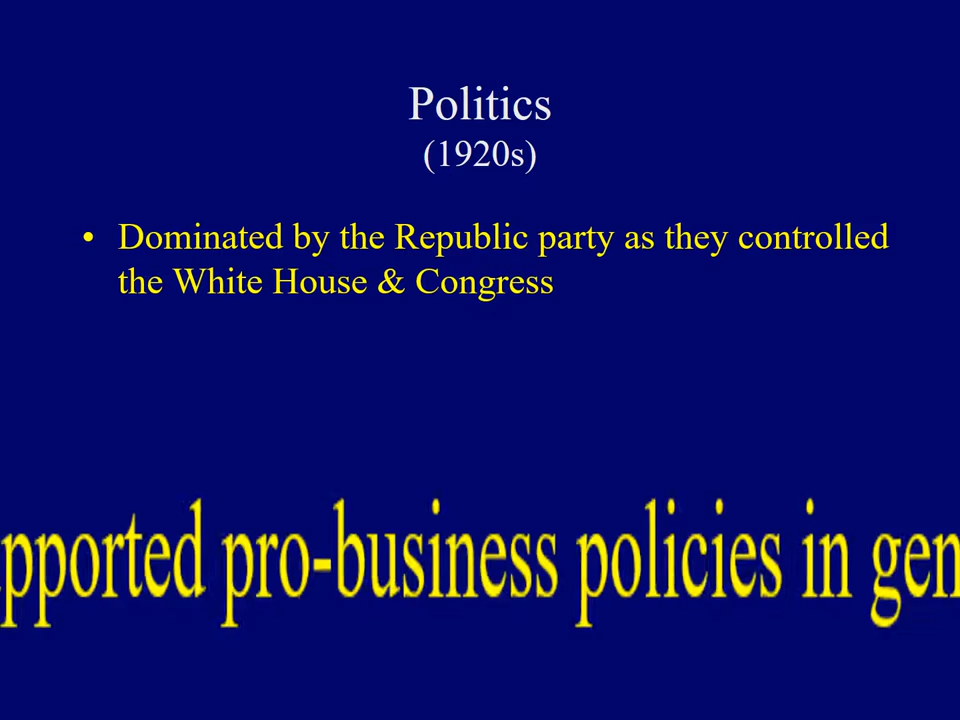 Politics
(1920s)
• Dominated by the Republic party as they controlled
the White House & Congress
pported pro-business policies in gen